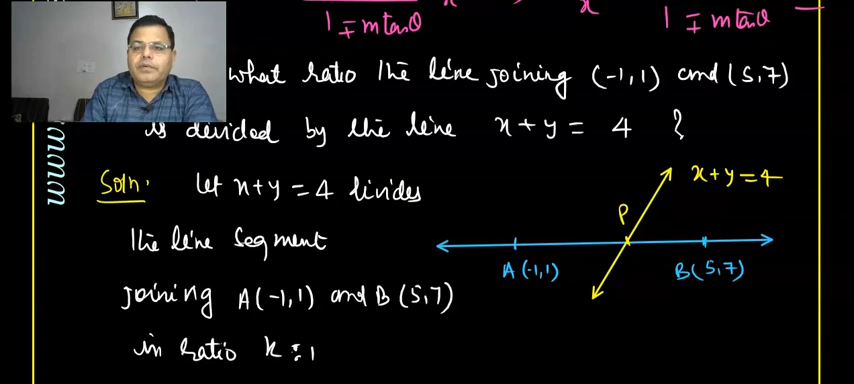 1 ∓ m tanθ
x
x
1 ∓ m tanθ
what ratio the line joining (-1,1) and (5,7)
is devided by the line x+y = 4 ?
www.
Soln. Let x+y = 4 divides
the line segment
joining A(-1,1) and B(5,7)
in ratio k : 1
x+y = 4
P
A(-1,1)
B(5,7)